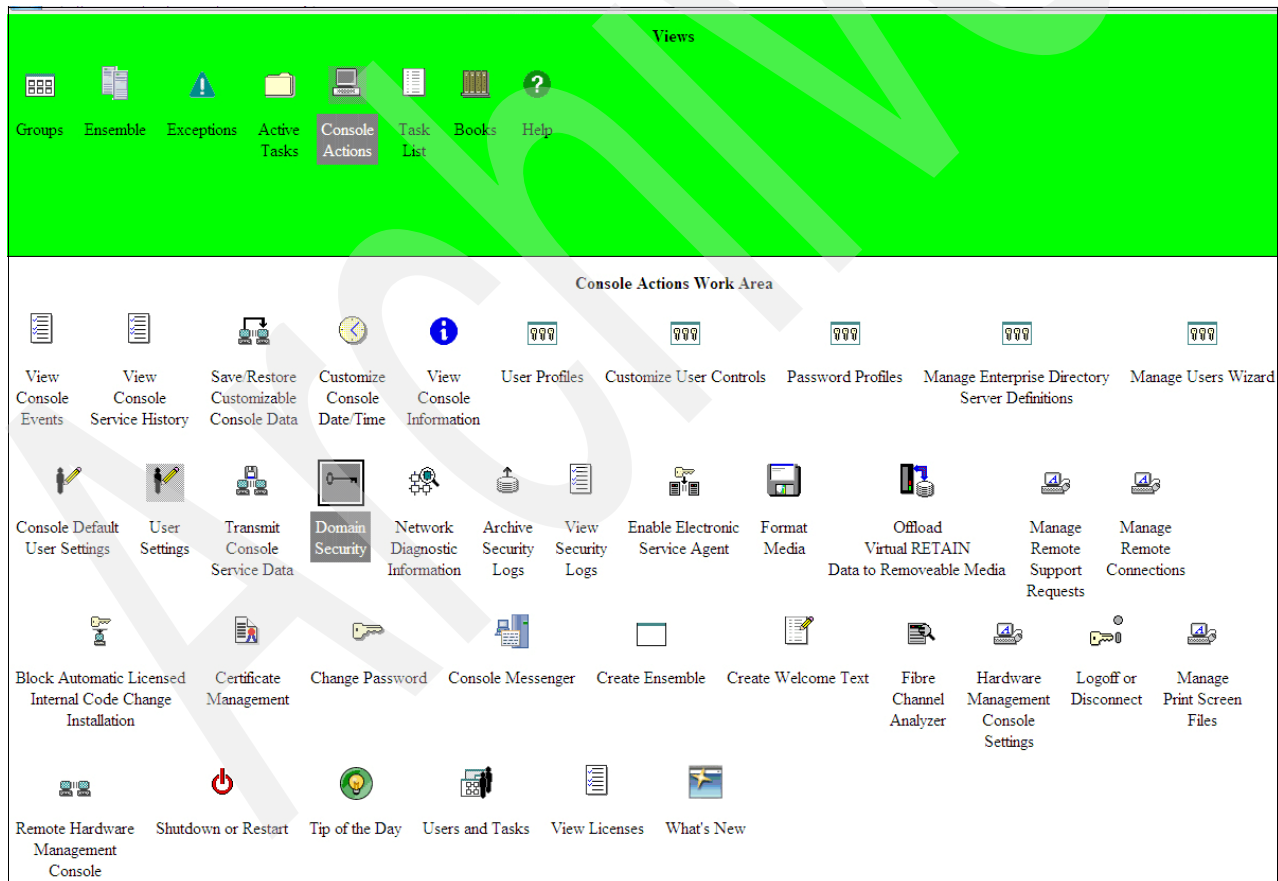 Views
Groups Ensemble Exceptions Active Console Task Books Help
Tasks Actions List
Console Actions Work Area
View View Save/Restore Customize View User Profiles Customize User Controls Password Profiles Manage Enterprise Directory Manage Users Wizard
Console Console Customizable Console Console Server Definitions
Events Service History Console Data Date/Time Information
Console Default User Transmit Domain Network Archive View Enable Electronic Format Offload Manage Manage
User Settings Settings Console Security Diagnostic Security Security Service Agent Media Virtual RETAIN Remote Remote
Service Data Information Logs Logs Data to Removeable Media Support Connections
Requests
Block Automatic Licensed Certificate Change Password Console Messenger Create Ensemble Create Welcome Text Fibre Hardware Logoff or Manage
Internal Code Change Management Channel Management Disconnect Print Screen
Installation Analyzer Console Files
Settings
Remote Hardware Shutdown or Restart Tip of the Day Users and Tasks View Licenses What's New
Management
Console
Archive